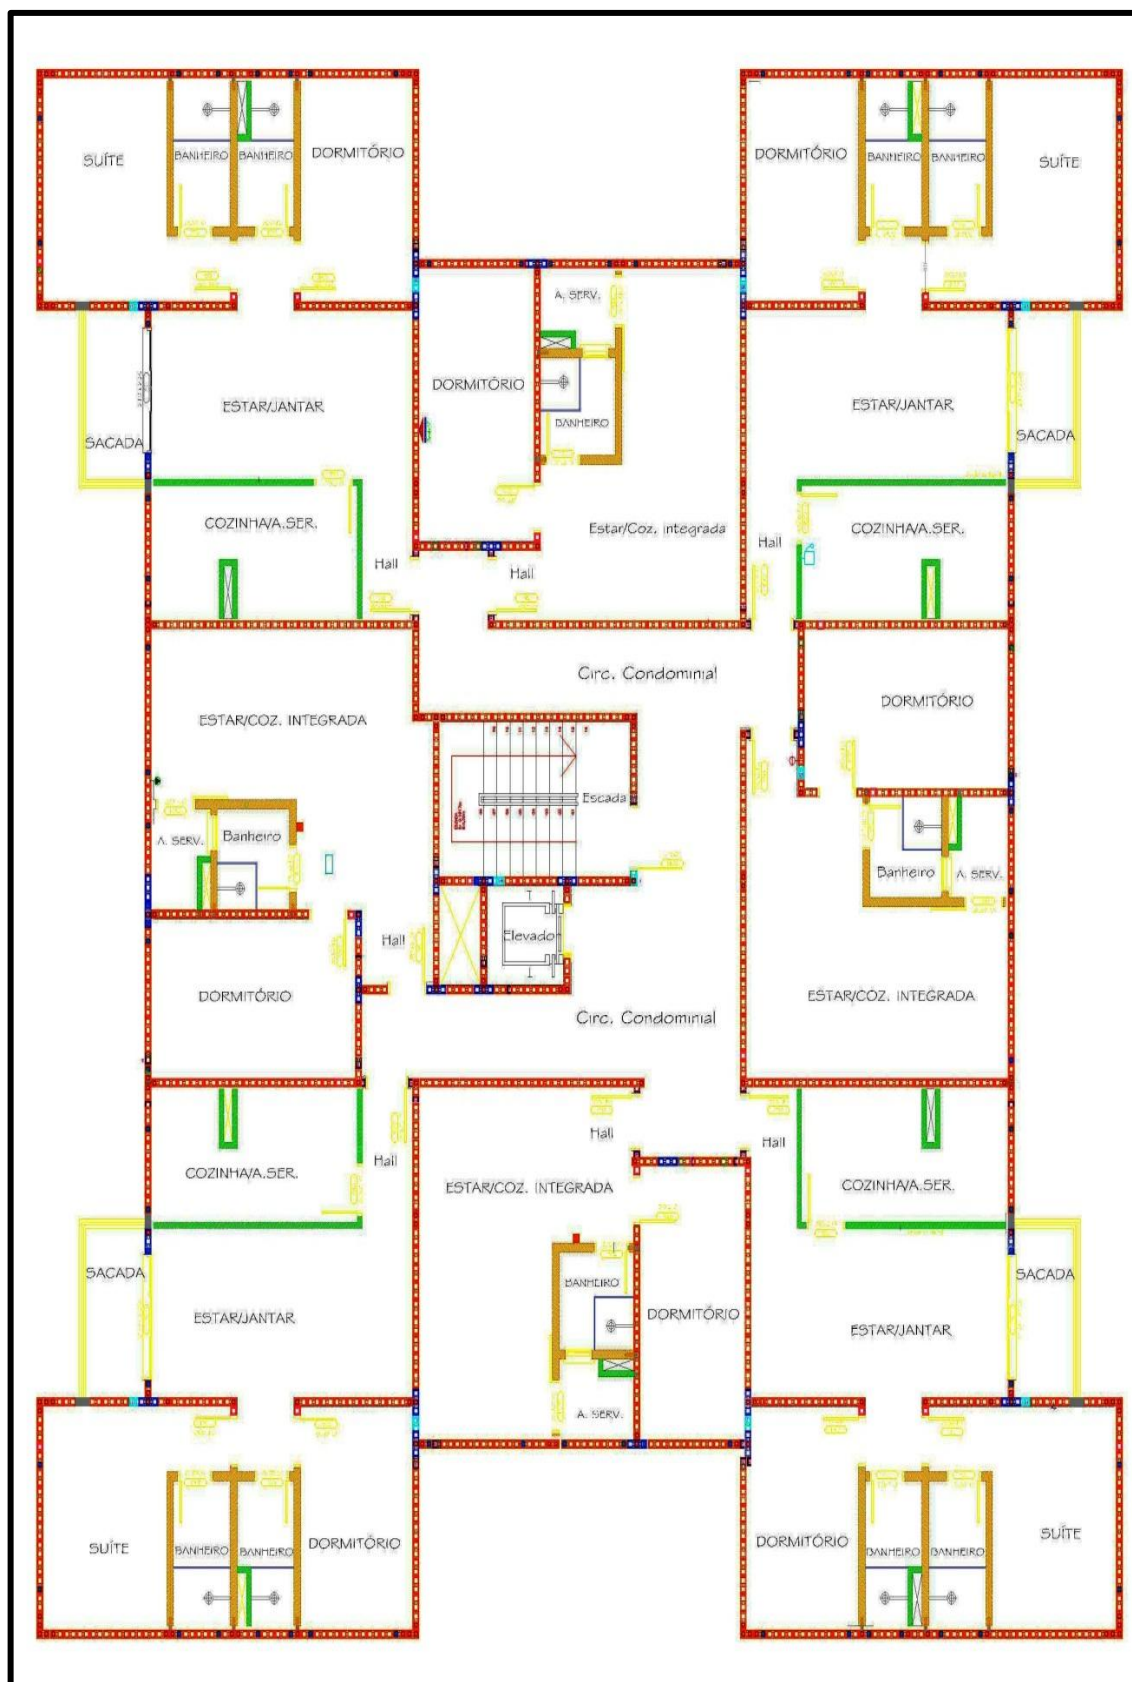 SUÍTE
BANHEIRO
BANHEIRO
DORMITÓRIO
DORMITÓRIO
BANHEIRO
BANHEIRO
SUÍTE
A. SERV.
DORMITÓRIO
BANHEIRO
ESTAR/JANTAR
ESTAR/JANTAR
SACADA
SACADA
COZINHA/A.SER.
Estar/Coz. integrada
COZINHA/A.SER.
Hall
Hall
Hall
Circ. Condominial
DORMITÓRIO
ESTAR/COZ. INTEGRADA
Escada
A. SERV.
Banheiro
Banheiro
A. SERV.
Hall
Elevado
DORMITÓRIO
ESTAR/COZ. INTEGRADA
Circ. Condominial
Hall
Hall
Hall
COZINHA/A.SER.
ESTAR/COZ. INTEGRADA
COZINHA/A.SER.
SACADA
BANHEIRO
SACADA
ESTAR/JANTAR
DORMITÓRIO
ESTAR/JANTAR
A. SERV.
SUÍTE
BANHEIRO
BANHEIRO
DORMITÓRIO
DORMITÓRIO
BANHEIRO
BANHEIRO
SUÍTE